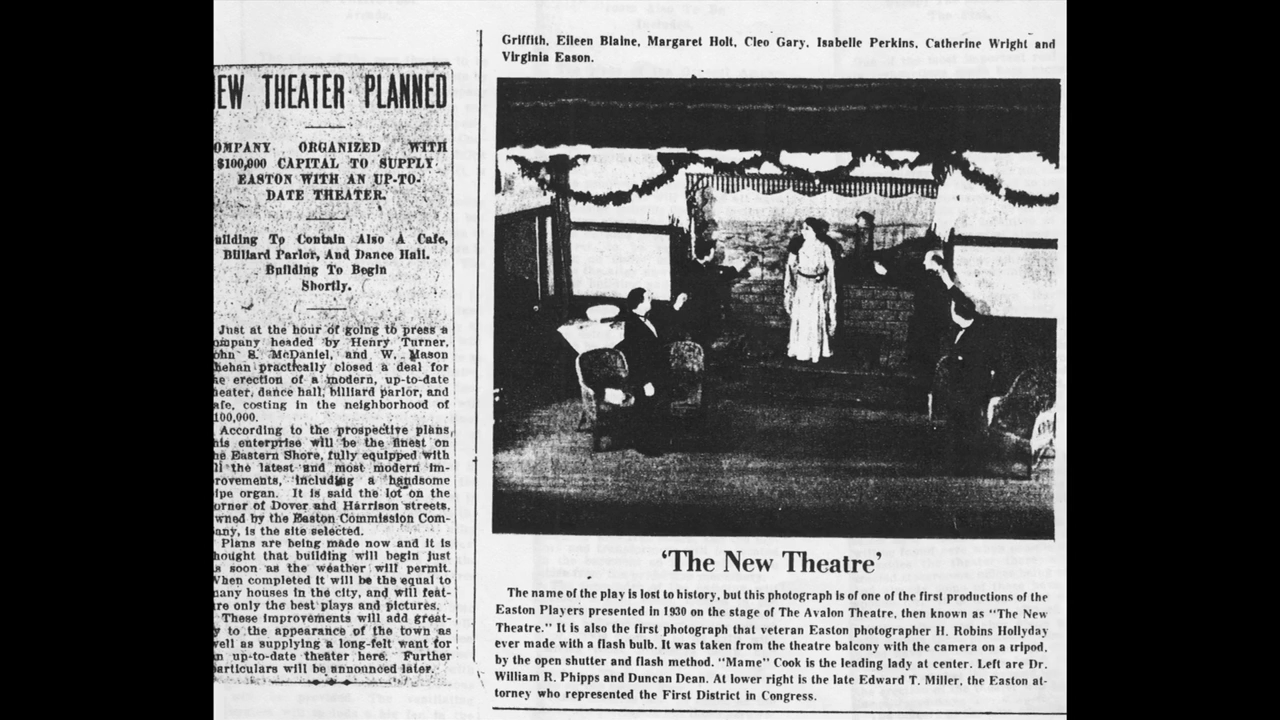 EW THEATER PLANNED
OMPANY ORGANIZED WITH
$100,000 CAPITAL TO SUPPLY
EASTON WITH AN UP-TO-
DATE THEATER.
uilding To Contain Also A Cafe,
Billiard Parlor, And Dance Hall.
Building To Begin
Shortly.
Just at the hour of going to press a
mpany headed by Henry Turner,
ohn S. McDaniel, and W. Mason
hehan practically closed a deal for
he erection of a modern, up-to-date
heater, dance hall, billiard parlor, and
afe, costing in the neighborhood of
100,000.
According to the prospective plans,
his enterprise will be the finest on
he Eastern Shore, fully equipped with
ll the latest and most modern im-
rovements, including a handsome
ipe organ. It is said the lot on the
orner of Dover and Harrison streets,
wned by the Easton Commission Com-
any, is the site selected.
Plans are being made now and it is
hought that building will begin just
s soon as the weather will permit.
When completed it will be the equal to
many houses in the city, and will feat-
re only the best plays and pictures.
These improvements will add great-
y to the appearance of the town as
well as supplying a long-felt want for
n up-to-date theater here. Further
particulars will be announced later.
Griffith, Eileen Blaine, Margaret Holt, Cleo Gary, Isabelle Perkins, Catherine Wright and
Virginia Eason.
'The New Theatre'
The name of the play is lost to history, but this photograph is of one of the first productions of the
Easton Players presented in 1930 on the stage of The Avalon Theatre, then known as "The New
Theatre." It is also the first photograph that veteran Easton photographer H. Robins Hollyday
ever made with a flash bulb. It was taken from the theatre balcony with the camera on a tripod,
by the open shutter and flash method. "Mame" Cook is the leading lady at center. Left are Dr.
William R. Phipps and Duncan Dean. At lower right is the late Edward T. Miller, the Easton at-
torney who represented the First District in Congress.